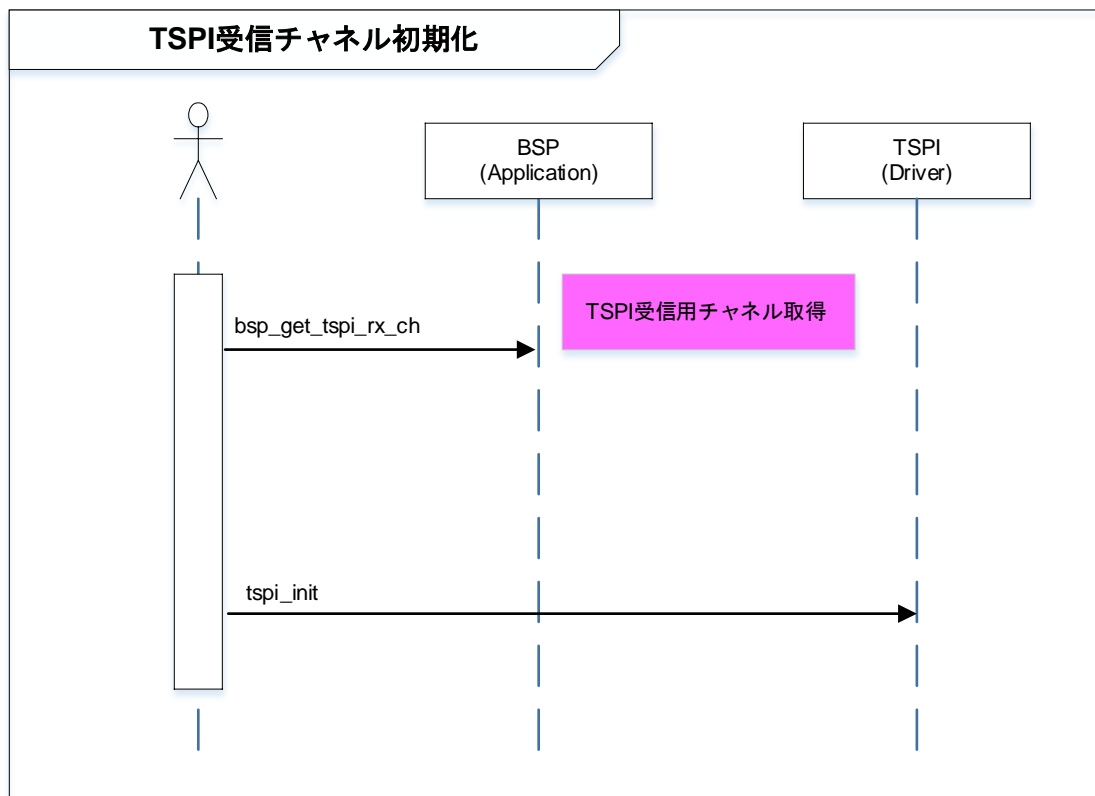 TSPI受信チャネル初期化
BSP
(Application)
TSPI
(Driver)
TSPI受信用チャネル取得
bsp_get_tspi_rx_ch
tspi_init